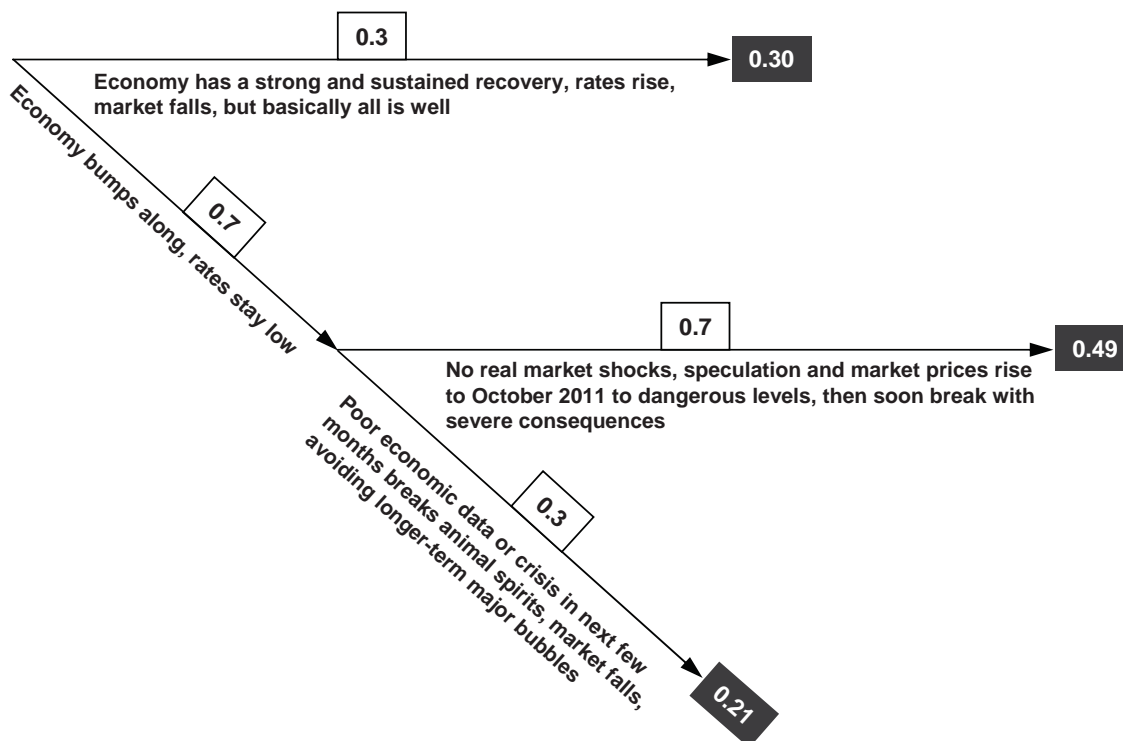 0.3
0.30
Economy has a strong and sustained recovery, rates rise,
market falls, but basically all is well
Economy bumps along, rates stay low
0.7
0.7
0.49
No real market shocks, speculation and market prices rise
to October 2011 to dangerous levels, then soon break with
severe consequences
Poor economic data or crisis in next few
months breaks animal spirits, market falls,
avoiding longer-term major bubbles
0.3
0.21